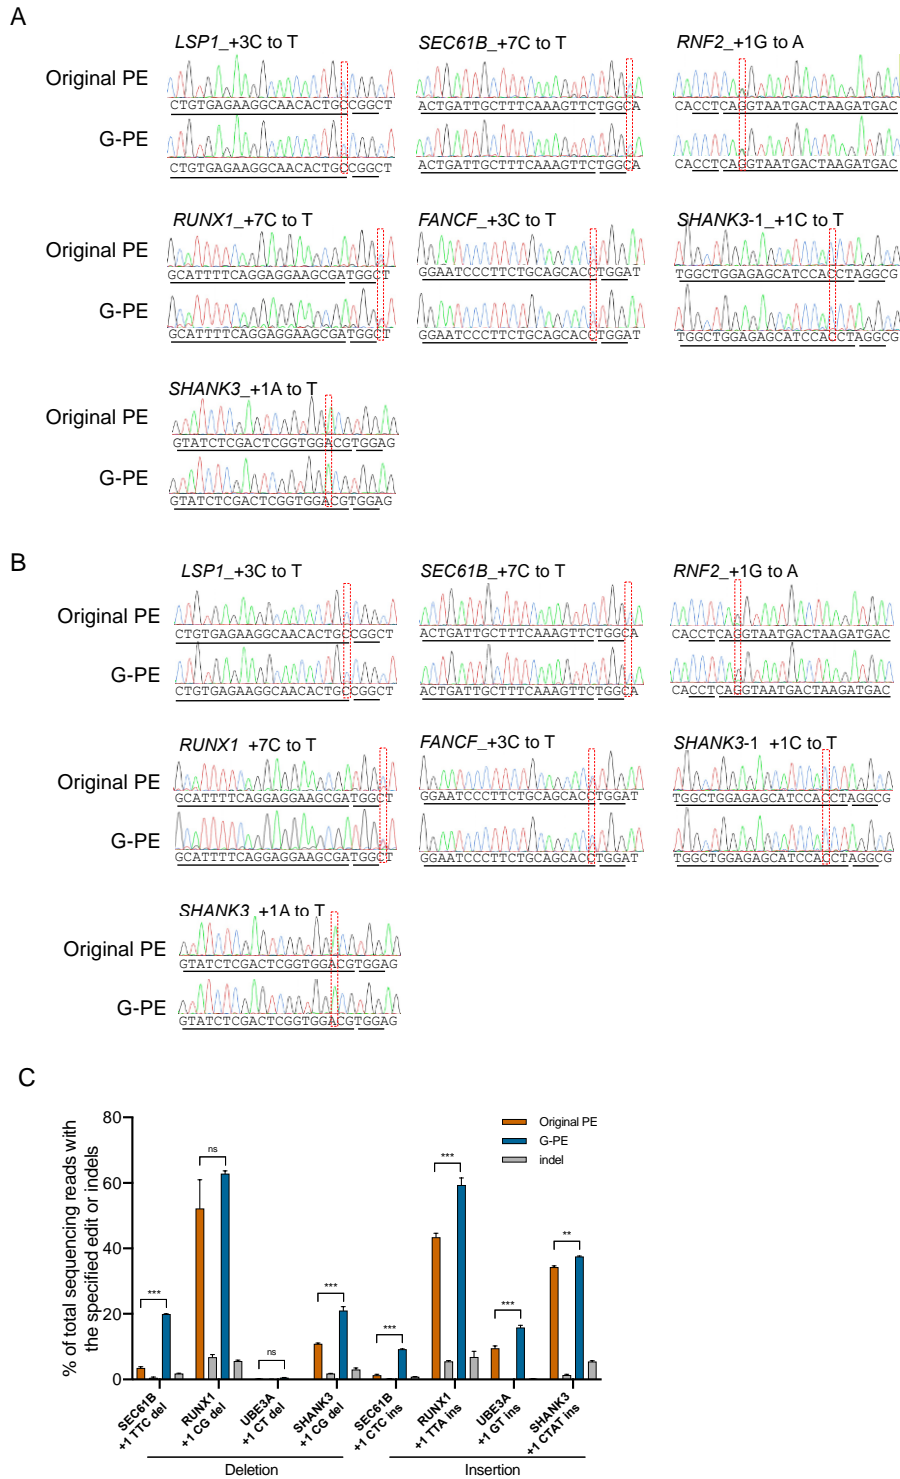 A
LSP1_+3C to T
SEC61B_+7C to T
RNF2_+1G to A
Original PE
CTGTGAGAAGGCAACACTGCCGGCT
ACTGATTGCTTTCAAAGTTCTGGCA
CACCTCAGGTAATGACTAAGATGAC
G-PE
CTGTGAGAAGGCAACACTGCCGGCT
ACTGATTGCTTTCAAAGTTCTGGCA
CACCTCAGGTAATGACTAAGATGAC
RUNX1_+7C to T
FANCF_+3C to T
SHANK3-1_+1C to T
Original PE
GCATTTTCAGGAGGAAGCGATGGCT
GGAATCCCTTCTGCAGCACCTGGAT
TGGCTGGAGAGCATCCACCTAGGCG
G-PE
GCATTTTCAGGAGGAAGCGATGGCT
GGAATCCCTTCTGCAGCACCTGGAT
TGGCTGGAGAGCATCCACCTAGGCG
SHANK3_+1A to T
Original PE
GTATCTCGACTCGGTGGACGTGGAG
G-PE
GTATCTCGACTCGGTGGACGTGGAG
B
LSP1_+3C to T
SEC61B_+7C to T
RNF2_+1G to A
Original PE
CTGTGAGAAGGCAACACTGCCGGCT
ACTGATTGCTTTCAAAGTTCTGGCA
CACCTCAGGTAATGACTAAGATGAC
G-PE
CTGTGAGAAGGCAACACTGCCGGCT
ACTGATTGCTTTCAAAGTTCTGGCA
CACCTCAGGTAATGACTAAGATGAC
RUNX1 +7C to T
FANCF_+3C to T
SHANK3-1 +1C to T
Original PE
GCATTTTCAGGAGGAAGCGATGGCT
GGAATCCCTTCTGCAGCACCTGGAT
TGGCTGGAGAGCATCCACCTAGGCG
G-PE
GCATTTTCAGGAGGAAGCGATGGCT
GGAATCCCTTCTGCAGCACCTGGAT
TGGCTGGAGAGCATCCACCTAGGCG
SHANK3 +1A to T
Original PE
GTATCTCGACTCGGTGGACGTGGAG
G-PE
GTATCTCGACTCGGTGGACGTGGAG
C
% of total sequencing reads with
the specified edit or indels
80
60
40
20
0
Original PE
G-PE
indel
***
ns
ns
***
***
***
***
**
SEC61B
+1 TTC del
RUNX1
+1 CG del
UBE3A
+1 CT del
SHANK3
+1 CG del
SEC61B
+1 CTC ins
RUNX1
+1 TTA ins
UBE3A
+1 GT ins
SHANK3
+1 CTAT ins
Deletion
Insertion